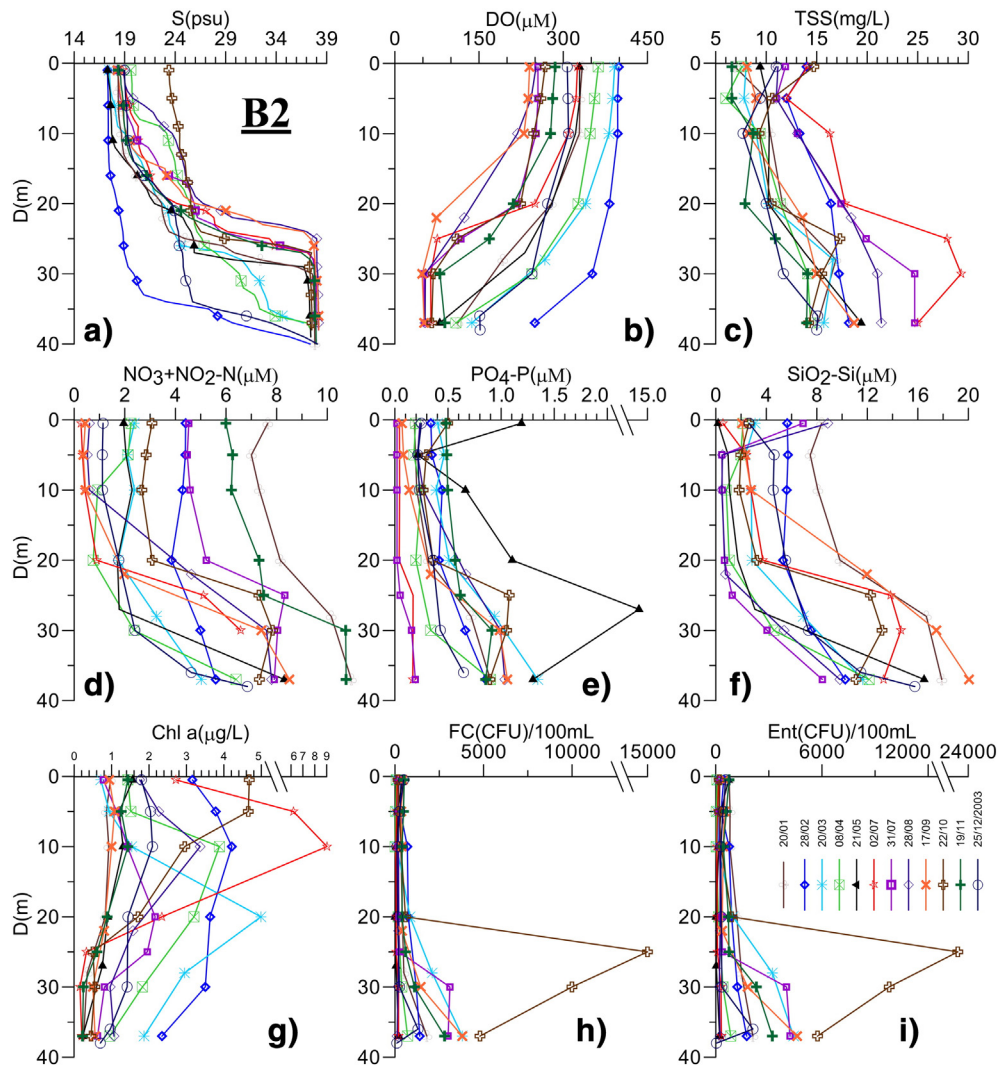 S(psu) DO(μM) TSS(mg/L)
14 19 24 29 34 39 0 150 300 450 5 10 15 20 25 30
0
10
20
30
40
D(m)
B2
a) b) c)
NO3+NO2-N(μM) PO4-P(μM) SiO2-Si(μM)
0 2 4 6 8 10 0.0 0.5 1.0 1.5 2.0 15.0 0 4 8 12 16 20
0
10
20
30
40
D(m)
d) e) f)
Chl a(μg/L) FC(CFU)/100mL Ent(CFU)/100mL
0 1 2 3 4 5 6 7 8 9 0 5000 10000 15000 0 6000 12000 24000
0
10
20
30
40
D(m)
20/01
28/02
20/03
08/04
21/05
02/07
31/07
28/08
17/09
22/10
19/11
25/12/2003
g) h) i)